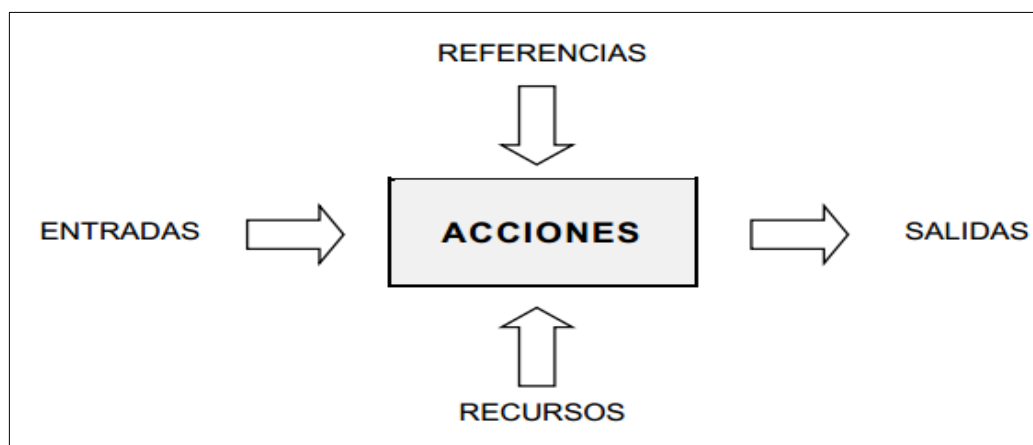 REFERENCIAS
ENTRADAS
ACCIONES
SALIDAS
RECURSOS